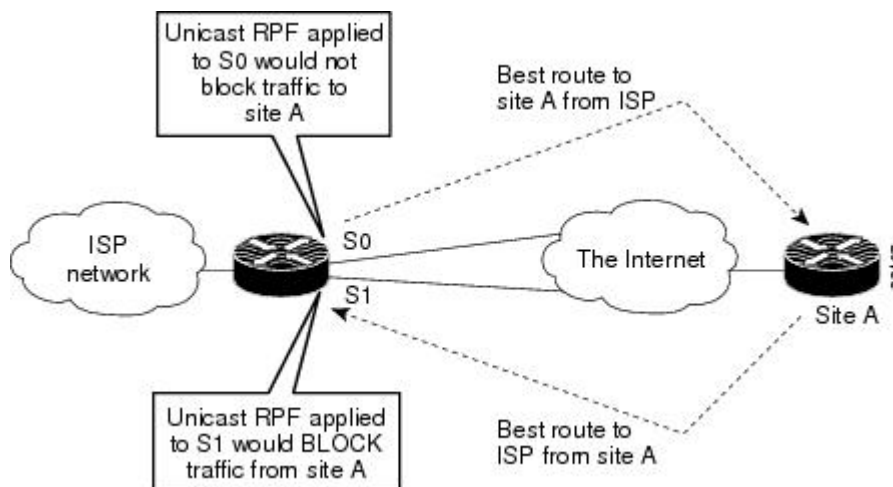 Unicast RPF applied
to S0 would not
block traffic to
site A
Best route to
site A from ISP
ISP
network
S0
S1
The Internet
Site A
Unicast RPF applied
to S1 would BLOCK
traffic from site A
Best route to
ISP from site A